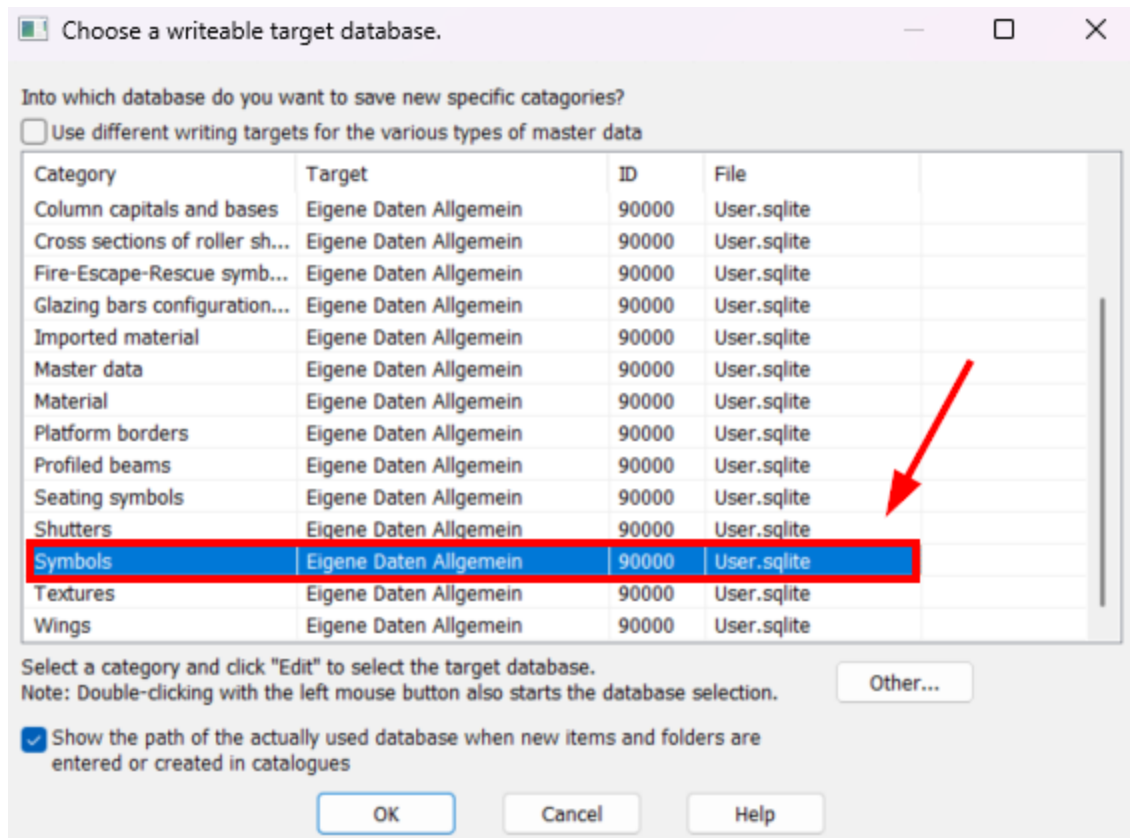 Choose a writeable target database.
Into which database do you want to save new specific catagories?
Use different writing targets for the various types of master data
Category Target ID File
Column capitals and bases Eigene Daten Allgemein 90000 User.sqlite
Cross sections of roller sh... Eigene Daten Allgemein 90000 User.sqlite
Fire-Escape-Rescue symb... Eigene Daten Allgemein 90000 User.sqlite
Glazing bars configuration... Eigene Daten Allgemein 90000 User.sqlite
Imported material Eigene Daten Allgemein 90000 User.sqlite
Master data Eigene Daten Allgemein 90000 User.sqlite
Material Eigene Daten Allgemein 90000 User.sqlite
Platform borders Eigene Daten Allgemein 90000 User.sqlite
Profiled beams Eigene Daten Allgemein 90000 User.sqlite
Seating symbols Eigene Daten Allgemein 90000 User.sqlite
Shutters Eigene Daten Allgemein 90000 User.sqlite
Symbols Eigene Daten Allgemein 90000 User.sqlite
Textures Eigene Daten Allgemein 90000 User.sqlite
Wings Eigene Daten Allgemein 90000 User.sqlite
Select a category and click "Edit" to select the target database.
Note: Double-clicking with the left mouse button also starts the database selection.
Other...
Show the path of the actually used database when new items and folders are
entered or created in catalogues
OK Cancel Help